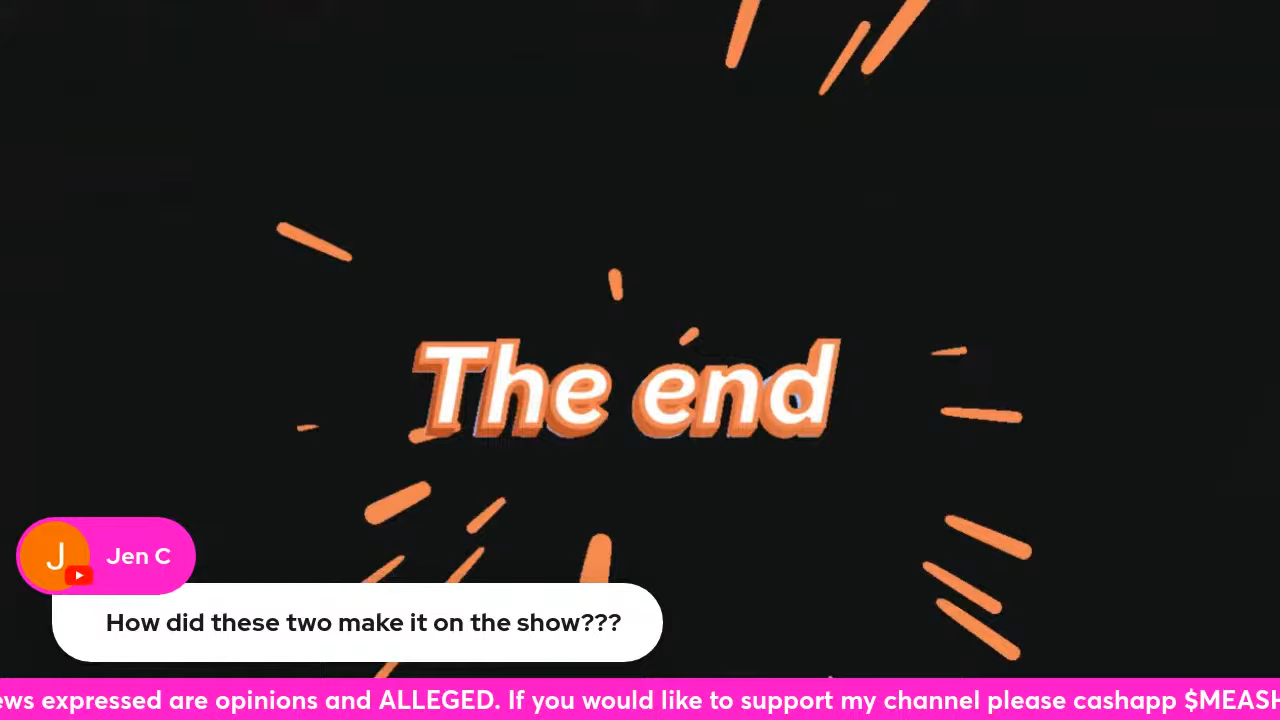 The end
J
Jen C
How did these two make it on the show???
ews expressed are opinions and ALLEGED. If you would like to support my channel please cashapp $MEASH